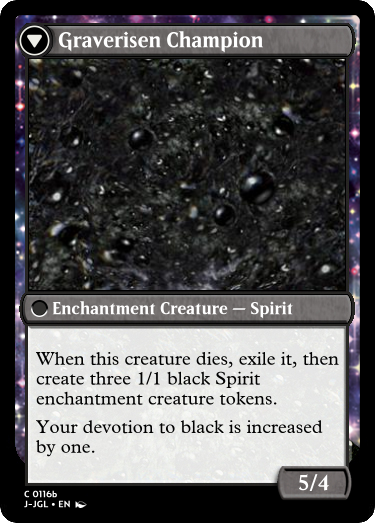 Graverisen Champion
Enchantment Creature — Spirit
When this creature dies, exile it, then
create three 1/1 black Spirit
enchantment creature tokens.
Your devotion to black is increased
by one.
5/4
C 0116b
J-JGL • EN